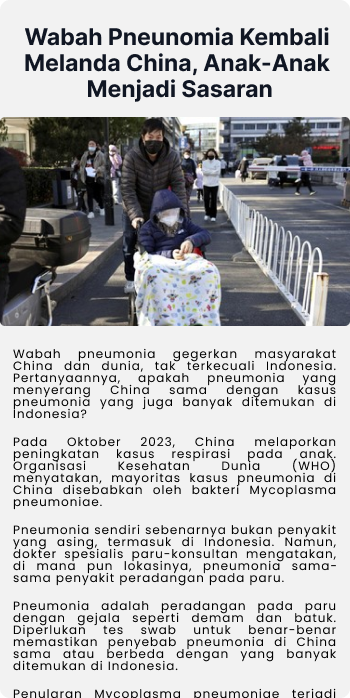 Wabah Pneunomia Kembali
Melanda China, Anak-Anak
Menjadi Sasaran
Wabah pneumonia gegerkan masyarakat
China dan dunia, tak terkecuali Indonesia.
Pertanyaannya, apakah pneumonia yang
menyerang China sama dengan kasus
pneumonia yang juga banyak ditemukan di
Indonesia?
Pada Oktober 2023, China melaporkan
peningkatan kasus respirasi pada anak.
Organisasi Kesehatan Dunia (WHO)
menyatakan, mayoritas kasus pneumonia di
China disebabkan oleh bakteri Mycoplasma
pneumoniae.
Pneumonia sendiri sebenarnya bukan penyakit
yang asing, termasuk di Indonesia. Namun,
dokter spesialis paru-konsultan mengatakan,
di mana pun lokasinya, pneumonia sama-
sama penyakit peradangan pada paru.
Pneumonia adalah peradangan pada paru
dengan gejala seperti demam dan batuk.
Diperlukan tes swab untuk benar-benar
memastikan penyebab pneumonia di China
sama atau berbeda dengan yang banyak
ditemukan di Indonesia.
Penularan Mycoplasma pneumoniae terjadi